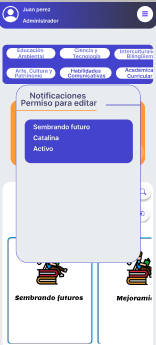 Juan perez
Administrador
Educación
Ambiental
Ciencia y
Tecnología
Intercultural
Bilingüism
Arte, Cultura y
Patrimonio
Habilidades
Comunicativas
Académica
Curricular
Notificaciones
Permiso para editar
Sembrando futuro
Catalina
Activo
Sembrando futuros
Mejoramie